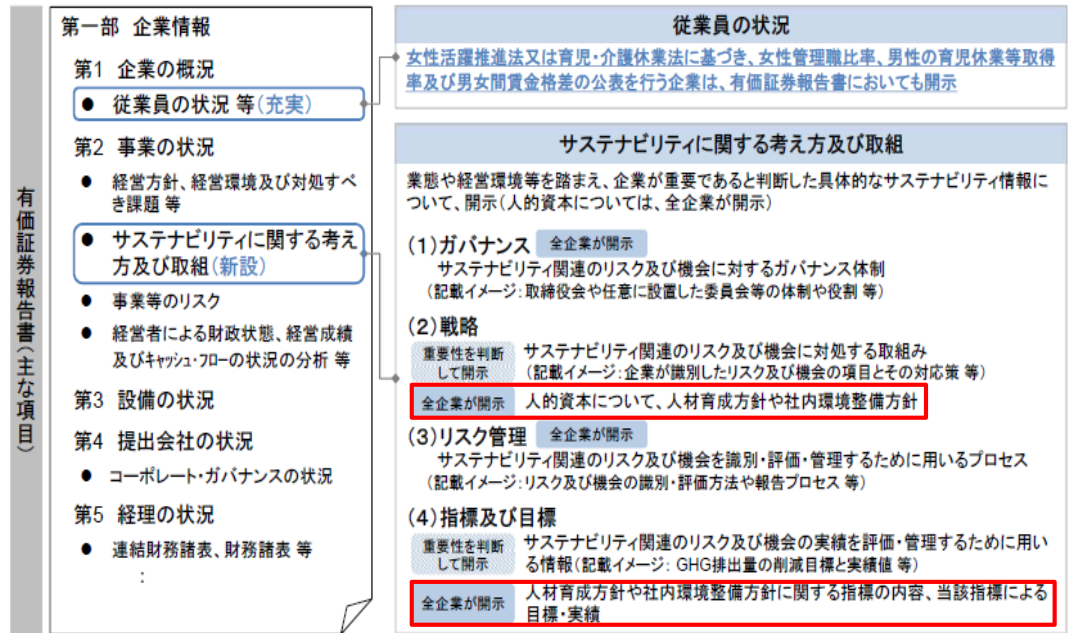 有価証券報告書(主な項目)
第一部 企業情報
第1 企業の概況
● 従業員の状況 等(充実)
第2 事業の状況
● 経営方針、経営環境及び対処すべ
き課題 等
● サステナビリティに関する考え
方及び取組(新設)
● 事業等のリスク
● 経営者による財政状態、経営成績
及びキャッシュ・フローの状況の分析 等
第3 設備の状況
第4 提出会社の状況
● コーポレート・ガバナンスの状況
第5 経理の状況
● 連結財務諸表、財務諸表 等
:
従業員の状況
女性活躍推進法又は育児・介護休業法に基づき、女性管理職比率、男性の育児休業等取得
率及び男女間賃金格差の公表を行う企業は、有価証券報告書においても開示
サステナビリティに関する考え方及び取組
業態や経営環境等を踏まえ、企業が重要であると判断した具体的なサステナビリティ情報に
ついて、開示(人的資本については、全企業が開示)
(1)ガバナンス 全企業が開示
サステナビリティ関連のリスク及び機会に対するガバナンス体制
(記載イメージ:取締役会や任意に設置した委員会等の体制や役割 等)
(2)戦略
重要性を判断
して開示
サステナビリティ関連のリスク及び機会に対処する取組み
(記載イメージ:企業が識別したリスク及び機会の項目とその対応策 等)
全企業が開示 人的資本について、人材育成方針や社内環境整備方針
(3)リスク管理 全企業が開示
サステナビリティ関連のリスク及び機会を識別・評価・管理するために用いるプロセス
(記載イメージ:リスク及び機会の識別・評価方法や報告プロセス 等)
(4)指標及び目標
重要性を判断
して開示
サステナビリティ関連のリスク及び機会の実績を評価・管理するために用い
る情報(記載イメージ: GHG排出量の削減目標と実績値 等)
全企業が開示
人材育成方針や社内環境整備方針に関する指標の内容、当該指標による
目標・実績